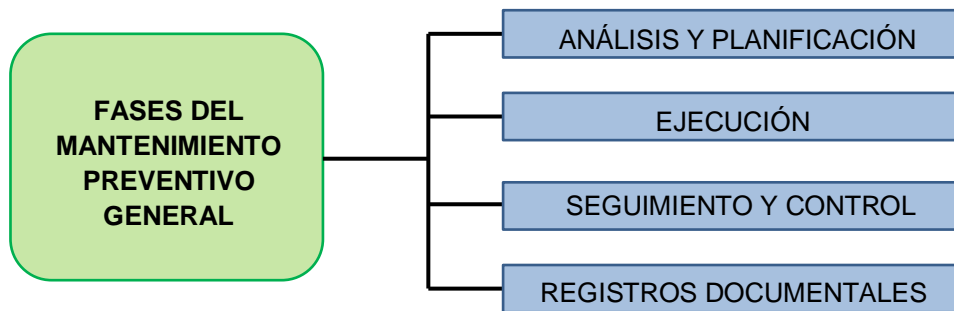 FASES DEL
MANTENIMIENTO
PREVENTIVO
GENERAL
ANÁLISIS Y PLANIFICACIÓN
EJECUCIÓN
SEGUIMIENTO Y CONTROL
REGISTROS DOCUMENTALES